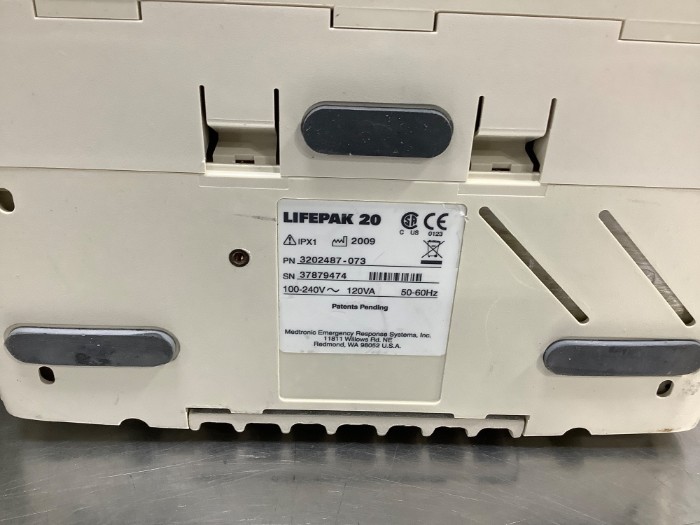 LIFEPAK 20
C US
0123
IPX1 2009
PN 3202487-073
SN 37879474
100-240V~ 120VA 50-60Hz
Patents Pending
Medtronic Emergency Response Systems, Inc.
11811 Willows Rd. NE
Redmond, WA 98052 U.S.A.